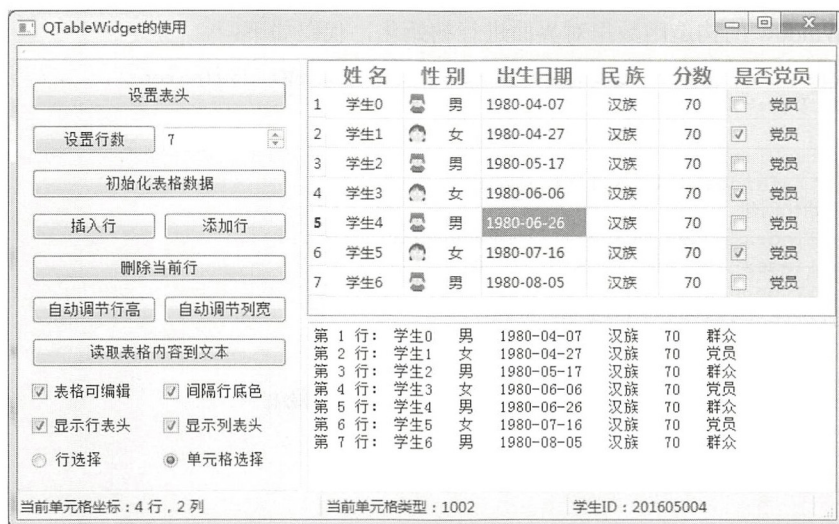 QTableWidget的使用
设置表头
设置行数 7
初始化表格数据
插入行 添加行
删除当前行
自动调节行高 自动调节列宽
读取表格内容到文本
表格可编辑 间隔行底色
显示行表头 显示列表头
行选择 单元格选择
姓名 性别 出生日期 民族 分数 是否党员
1 学生0 男 1980-04-07 汉族 70 党员
2 学生1 女 1980-04-27 汉族 70 党员
3 学生2 男 1980-05-17 汉族 70 党员
4 学生3 女 1980-06-06 汉族 70 党员
5 学生4 男 1980-06-26 汉族 70 党员
6 学生5 女 1980-07-16 汉族 70 党员
7 学生6 男 1980-08-05 汉族 70 党员
第 1 行: 学生0 男 1980-04-07 汉族 70 群众
第 2 行: 学生1 女 1980-04-27 汉族 70 党员
第 3 行: 学生2 男 1980-05-17 汉族 70 群众
第 4 行: 学生3 女 1980-06-06 汉族 70 党员
第 5 行: 学生4 男 1980-06-26 汉族 70 群众
第 6 行: 学生5 女 1980-07-16 汉族 70 党员
第 7 行: 学生6 男 1980-08-05 汉族 70 群众
当前单元格坐标:4 行,2 列 当前单元格类型:1002 学生ID:201605004